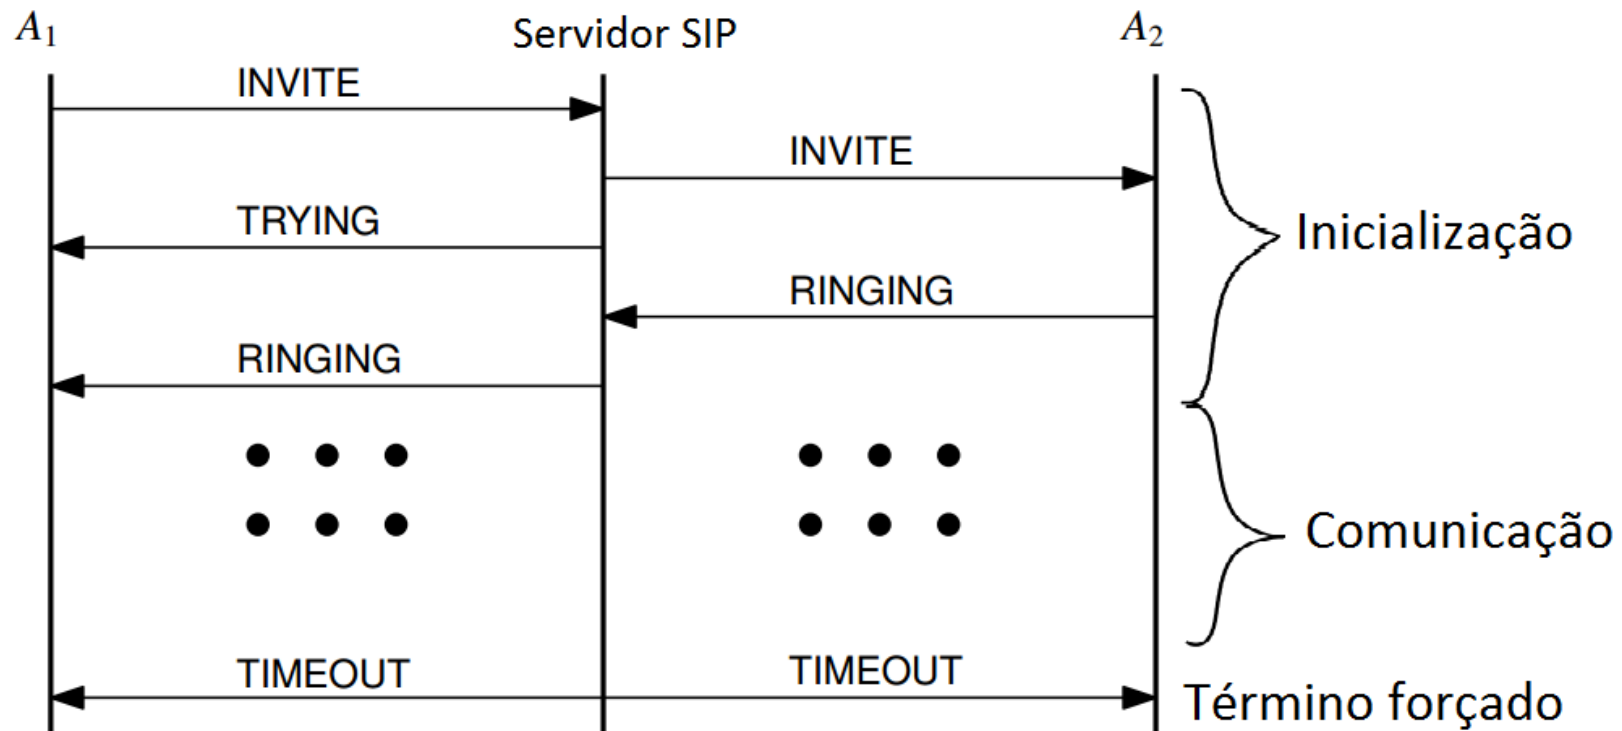 A1
Servidor SIP
A2
INVITE
INVITE
TRYING
Inicialização
RINGING
RINGING
Comunicação
TIMEOUT
TIMEOUT
Término forçado